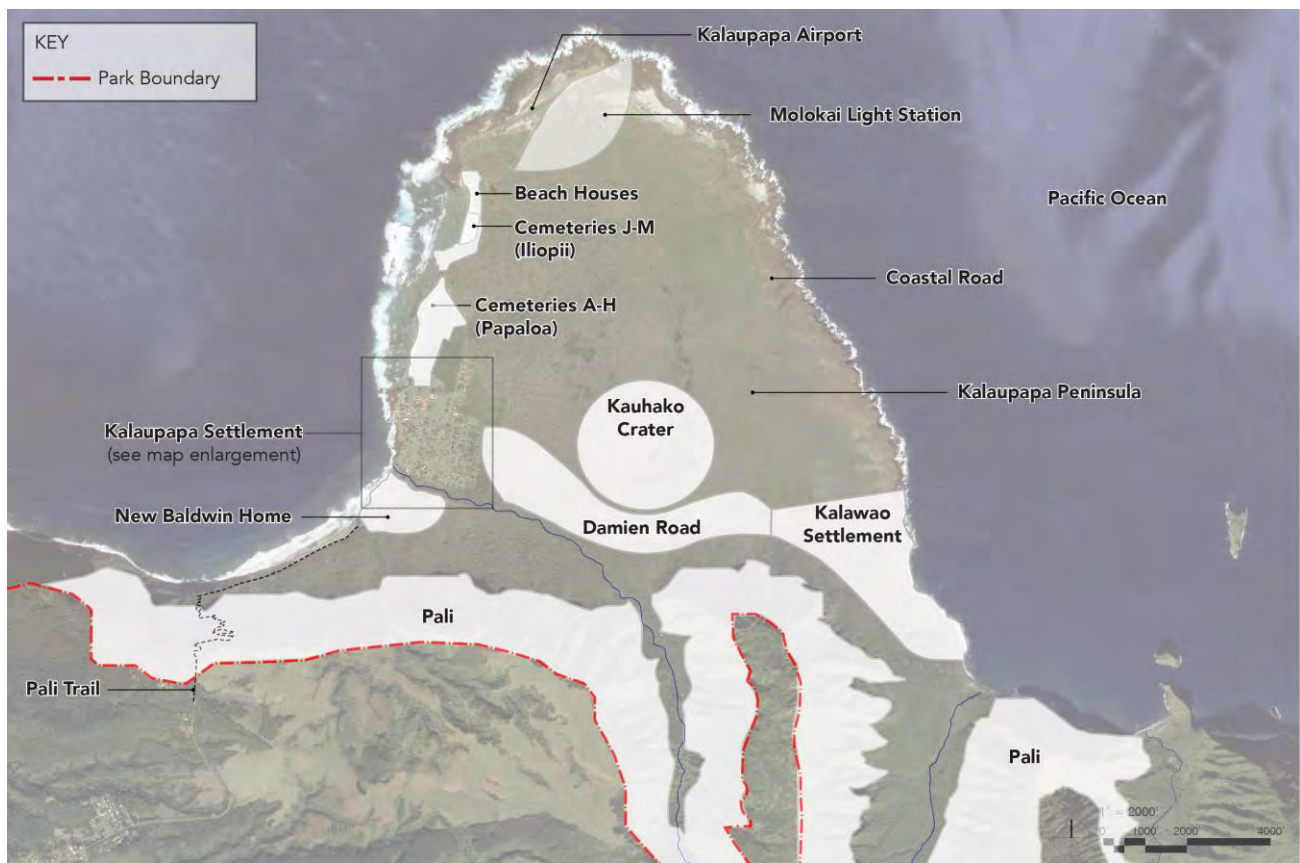 KEY
Park Boundary
Kalaupapa Airport
Molokai Light Station
Beach Houses
Cemeteries J-M
(Iliopii)
Pacific Ocean
Coastal Road
Cemeteries A-H
(Papaloa)
Kalaupapa Peninsula
Kauhako
Crater
Kalaupapa Settlement
(see map enlargement)
New Baldwin Home
Damien Road
Kalawao
Settlement
Pali
Pali Trail
Pali
1" = 2000'
0 1000' 2000' 4000'